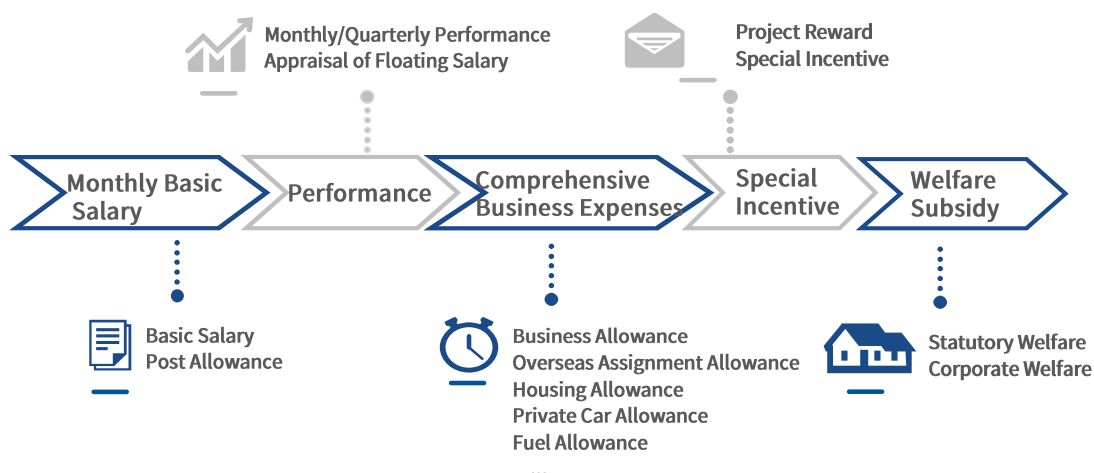 Monthly/Quarterly Performance
Appraisal of Floating Salary
Project Reward
Special Incentive
Monthly Basic
Salary
Performance
Comprehensive
Business Expenses
Special
Incentive
Welfare
Subsidy
Basic Salary
Post Allowance
Business Allowance
Overseas Assignment Allowance
Housing Allowance
Private Car Allowance
Fuel Allowance
...
Statutory Welfare
Corporate Welfare